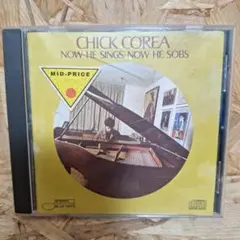 CHICK COREA
NOW HE SINGS, NOW HE SOBS
MID-PRICE